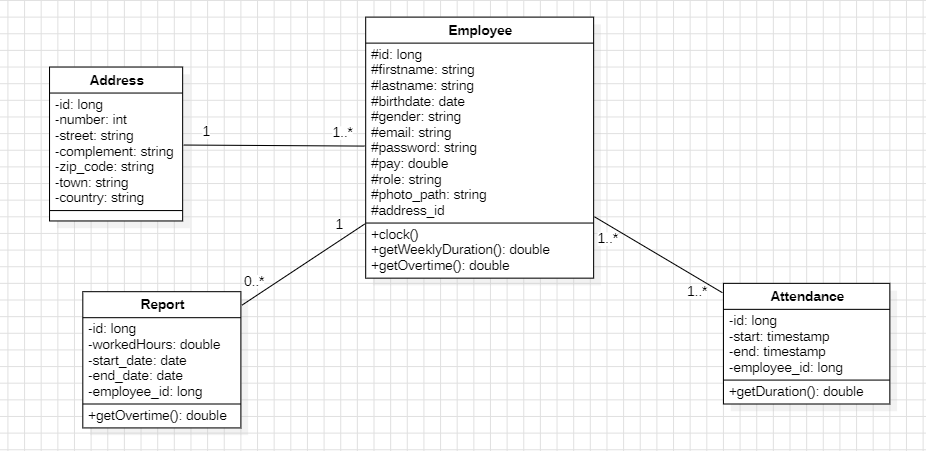 Employee
#id: long
#firstname: string
#lastname: string
#birthdate: date
#gender: string
#email: string
#password: string
#pay: double
#role: string
#photo_path: string
#address_id
+clock()
+getWeeklyDuration(): double
+getOvertime(): double
Address
-id: long
-number: int
-street: string
-complement: string
-zip_code: string
-town: string
-country: string
1
1..*
1
0..*
1..*
1..*
Report
-id: long
-workedHours: double
-start_date: date
-end_date: date
-employee_id: long
+getOvertime(): double
Attendance
-id: long
-start: timestamp
-end: timestamp
-employee_id: long
+getDuration(): double